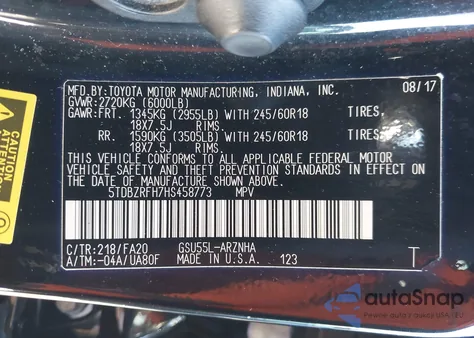 MFD.BY:TOYOTA MOTOR MANUFACTURING, INDIANA, INC. 08/17
GVWR:2720KG (6000LB)
GAWR:FRT. 1345KG (2955LB) WITH 245/60R18 TIRES,
18X7.5J RIMS.
RR. 1590KG (3505LB) WITH 245/60R18 TIRES,
18X7.5J RIMS.
THIS VEHICLE CONFORMS TO ALL APPLICABLE FEDERAL MOTOR
VEHICLE SAFETY AND THEFT PREVENTION STANDARDS IN EFFECT
ON THE DATE OF MANUFACTURE SHOWN ABOVE.
5TDBZRFH7HS458773 MPV
C/TR:218/FA20 GSU55L-ARZNHA
A/TM:-04A/UA80F MADE IN U.S.A. 123 T
CAUTION
ATTENTION
autoSnap